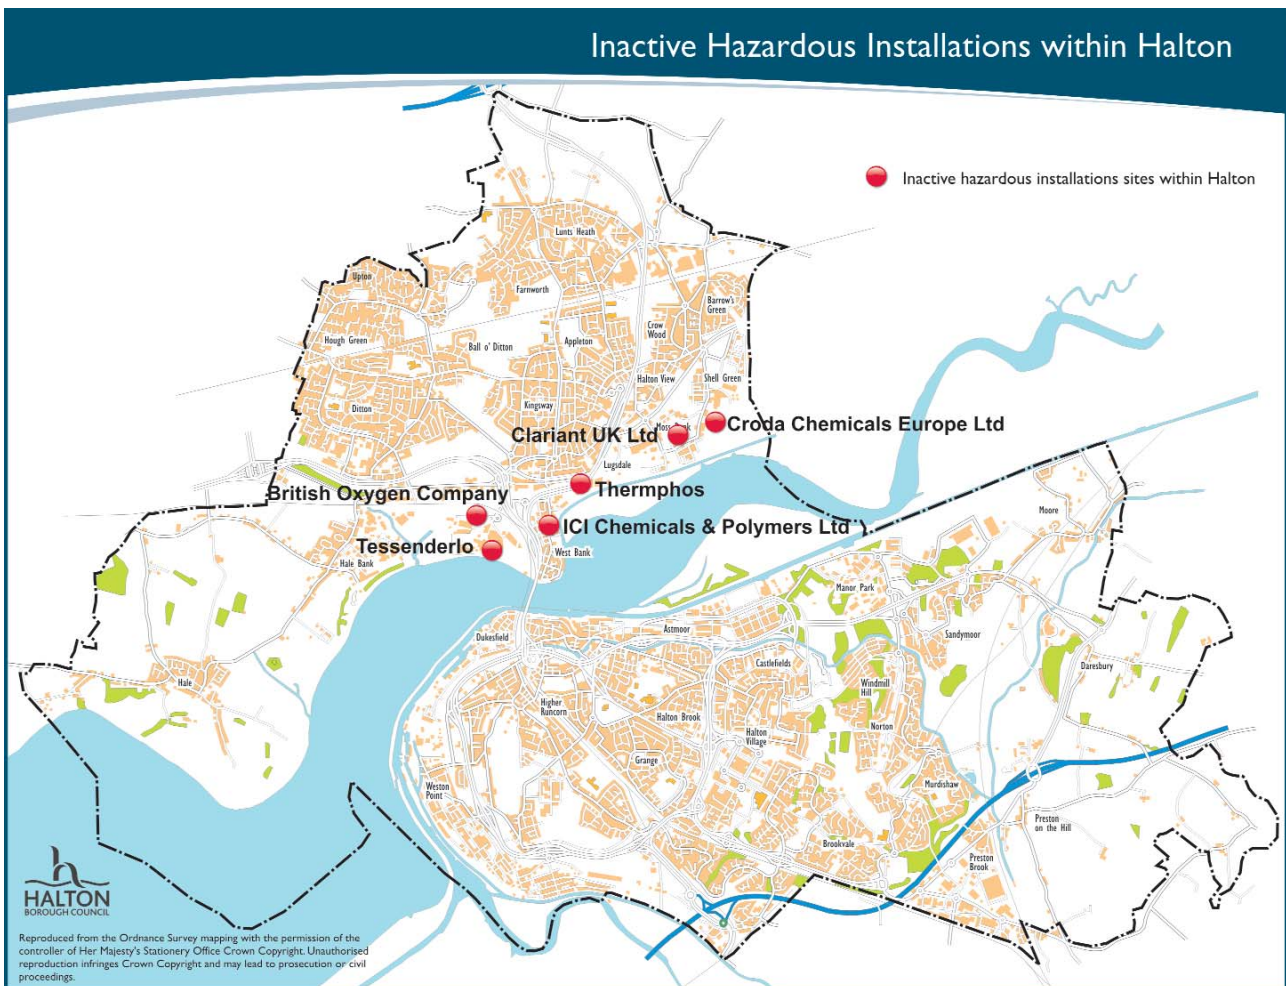 Inactive Hazardous Installations within Halton
Inactive hazardous installations sites within Halton
Lunts Heath
Upton
Farnworth
Barrow's
Green
Crow
Wood
Hough Green
Ball o' Ditton
Appleton
Halton View
Shell Green
Ditton
Kingsway
Croda Chemicals Europe Ltd
Clariant UK Ltd
Lugsdale
British Oxygen Company
Thermphos
Moore
ICI Chemicals & Polymers Ltd
Tessenderlo
West Bank
Hale Bank
Manor Park
Dukesfield
Astmoor
Sandymoor
Castlefields
Daresbury
Hale
Windmill
Hill
Higher
Runcorn
Halton Brook
Norton
Halton
Village
Grange
Weston
Point
Murdishaw
Preston
on the Hill
Brookvale
Preston
Brook
HALTON
BOROUGH COUNCIL
Reproduced from the Ordnance Survey mapping with the permission of the
controller of Her Majesty's Stationery Office Crown Copyright. Unauthorised
reproduction infringes Crown Copyright and may lead to prosecution or civil
proceedings.